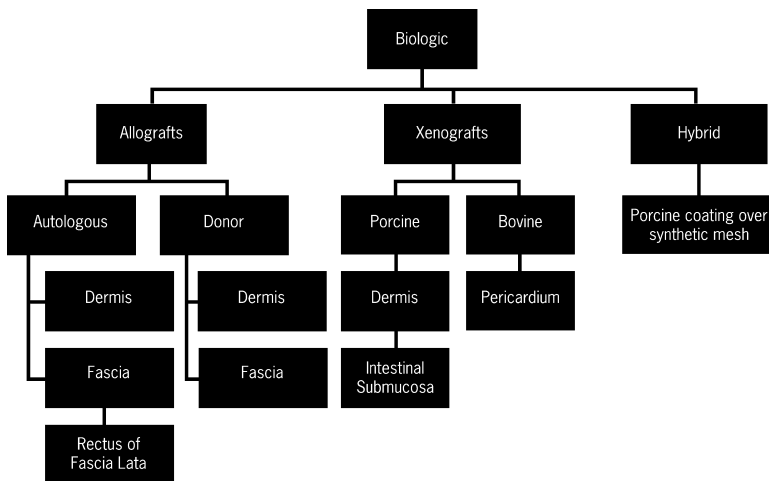 Biologic
Allografts
Xenografts
Hybrid
Autologous
Donor
Porcine
Bovine
Porcine coating over
synthetic mesh
Dermis
Dermis
Dermis
Pericardium
Fascia
Fascia
Intestinal
Submucosa
Rectus of
Fascia Lata